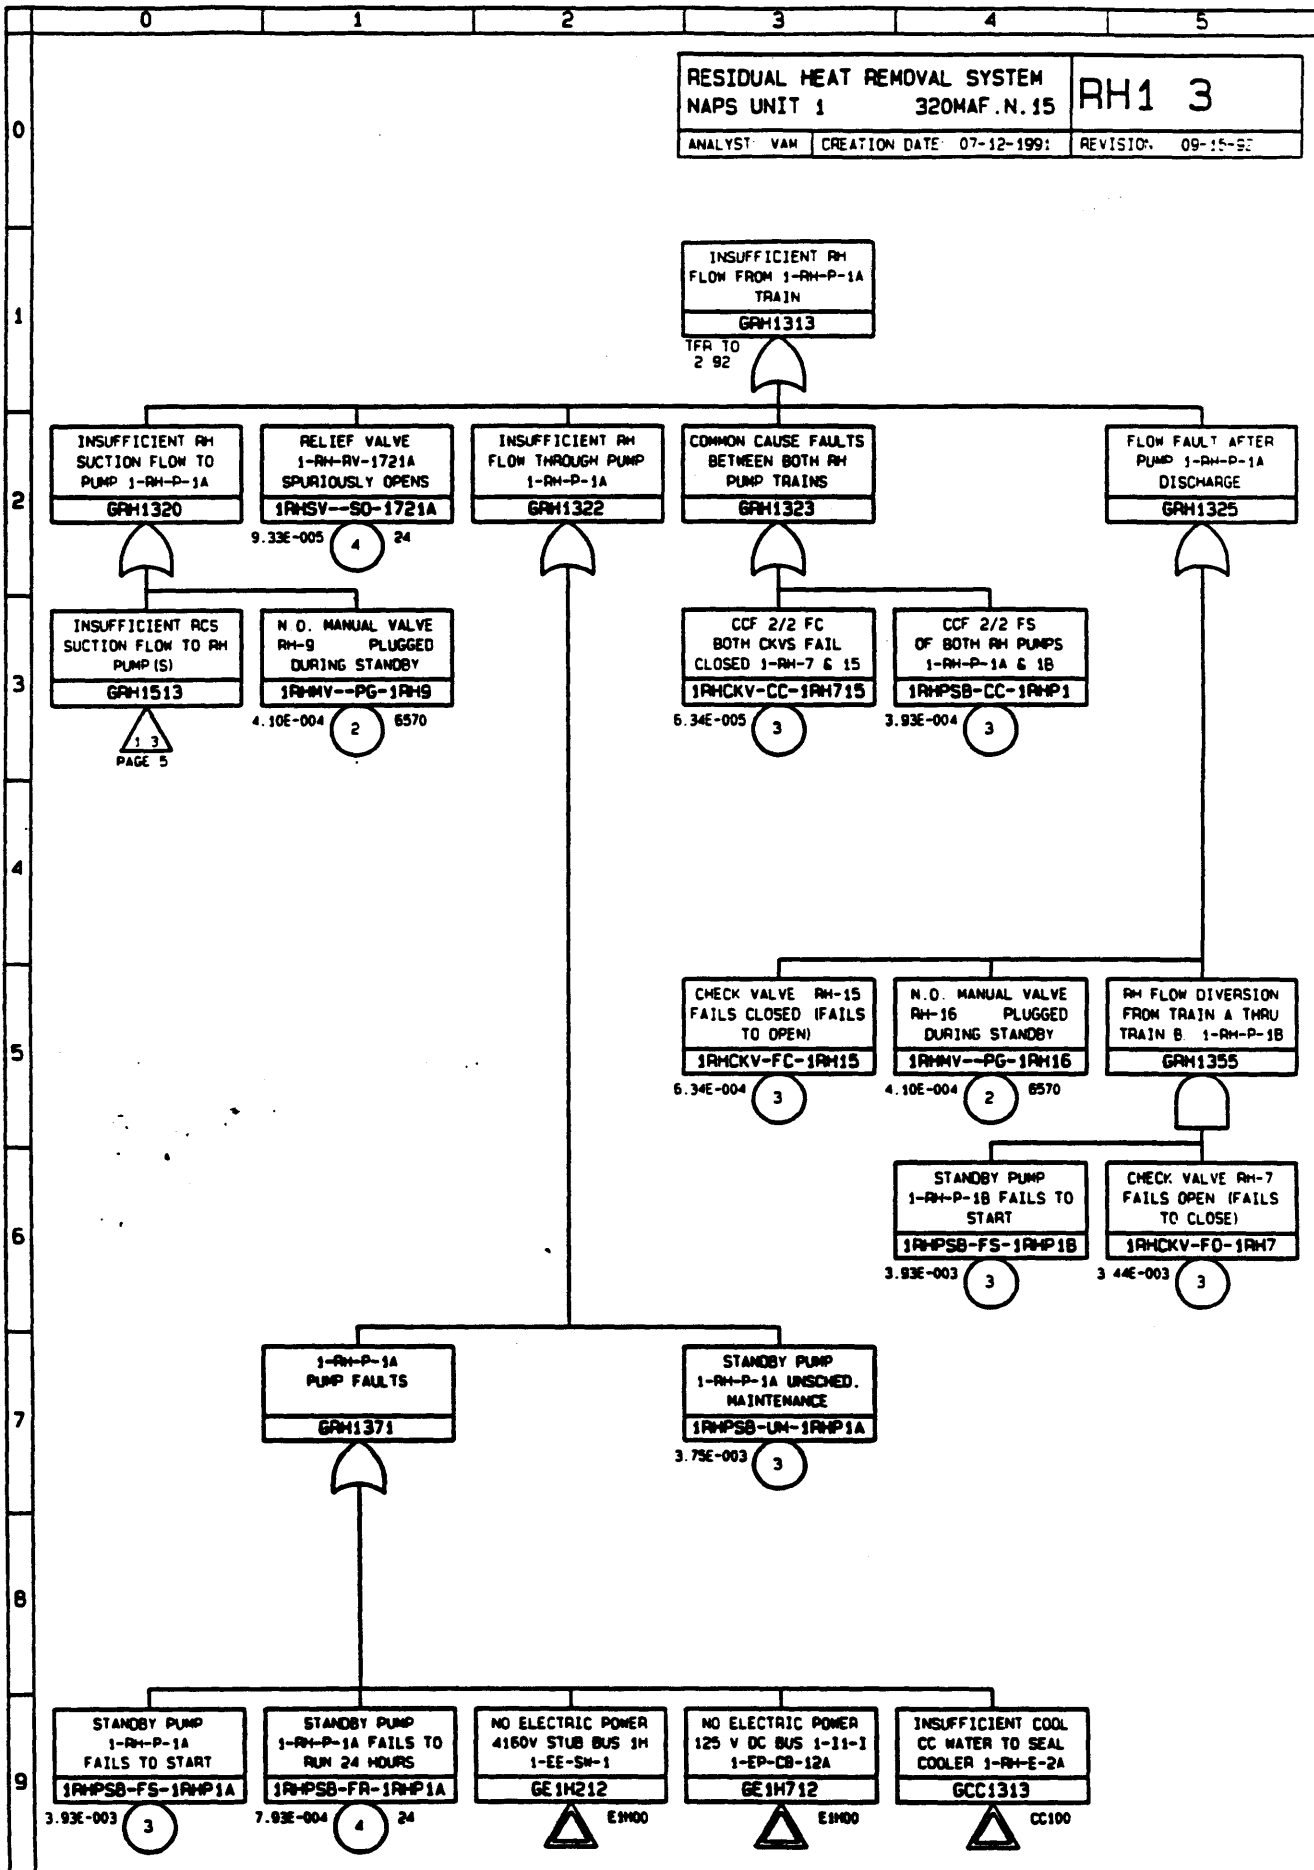 0 1 2 3 4 5
RESIDUAL HEAT REMOVAL SYSTEM
NAPS UNIT 1 320MAF.N.15
RH1 3
ANALYST: VAM CREATION DATE: 07-12-1991 REVISION: 09-15-
0
INSUFFICIENT RH
FLOW FROM 1-RH-P-1A
TRAIN
GRH1313
TFR TO
2 92
1
INSUFFICIENT RH
SUCTION FLOW TO
PUMP 1-RH-P-1A
GRH1320
RELIEF VALVE
1-RH-RV-1721A
SPURIOUSLY OPENS
1RHSV--SO-1721A
9.33E-005 4 24
INSUFFICIENT RH
FLOW THROUGH PUMP
1-RH-P-1A
GRH1322
COMMON CAUSE FAULTS
BETWEEN BOTH RH
PUMP TRAINS
GRH1323
FLOW FAULT AFTER
PUMP 1-RH-P-1A
DISCHARGE
GRH1325
2
INSUFFICIENT RCS
SUCTION FLOW TO RH
PUMP(S)
GRH1513
1 3
PAGE 5
N.O. MANUAL VALVE
RH-9 PLUGGED
DURING STANDBY
1RHMV--PG-1RH9
4.10E-004 2 6570
CCF 2/2 FC
BOTH CKVS FAIL
CLOSED 1-RH-7 & 15
1RHCKV-CC-1RH715
6.34E-005 3
CCF 2/2 FS
OF BOTH RH PUMPS
1-RH-P-1A & 1B
1RHPSB-CC-1RHP1
3.93E-004 3
3
4
CHECK VALVE RH-15
FAILS CLOSED (FAILS
TO OPEN)
1RHCKV-FC-1RH15
6.34E-004 3
N.O. MANUAL VALVE
RH-16 PLUGGED
DURING STANDBY
1RHMV--PG-1RH16
4.10E-004 2 6570
RH FLOW DIVERSION
FROM TRAIN A THRU
TRAIN B 1-RH-P-1B
GRH1355
5
STANDBY PUMP
1-RH-P-1B FAILS TO
START
1RHPSB-FS-1RHP1B
3.93E-003 3
CHECK VALVE RH-7
FAILS OPEN (FAILS
TO CLOSE)
1RHCKV-FO-1RH7
3 44E-003 3
6
1-RH-P-1A
PUMP FAULTS
GRH1371
STANDBY PUMP
1-RH-P-1A UNSCHED.
MAINTENANCE
1RHPSB-UM-1RHP1A
3.75E-003 3
7
8
STANDBY PUMP
1-RH-P-1A
FAILS TO START
1RHPSB-FS-1RHP1A
3.93E-003 3
STANDBY PUMP
1-RH-P-1A FAILS TO
RUN 24 HOURS
1RHPSB-FR-1RHP1A
7.93E-004 4 24
NO ELECTRIC POWER
4160V STUB BUS 1H
1-EE-SW-1
GE1H212
E1H00
NO ELECTRIC POWER
125 V DC BUS 1-I1-I
1-EP-CB-12A
GE1H712
E1H00
INSUFFICIENT COOL
CC WATER TO SEAL
COOLER 1-RH-E-2A
GCC1313
CC100
9